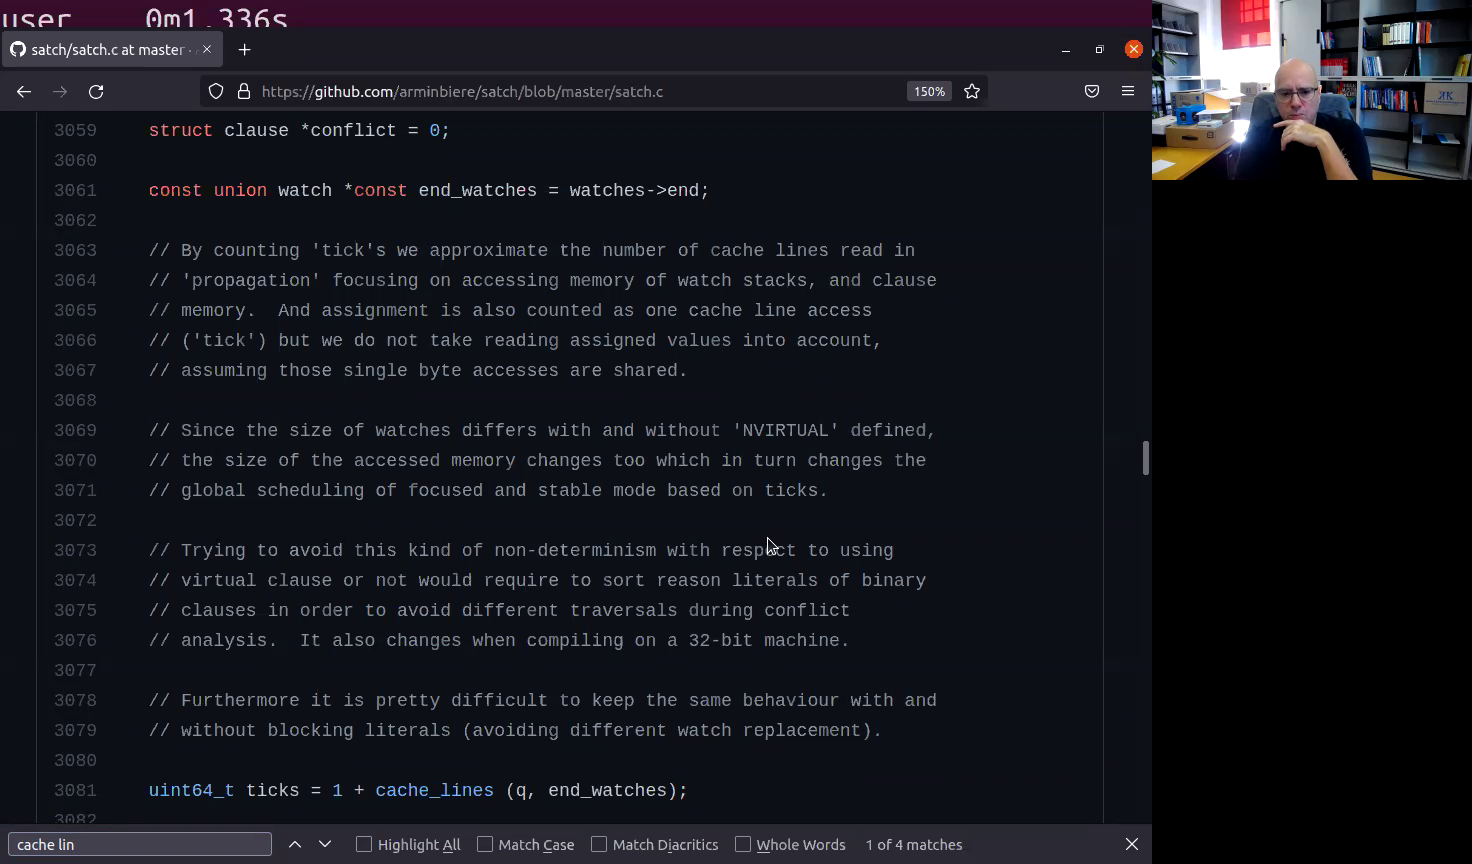 user 0m1.336s
satch/satch.c at master ·
https://github.com/arminbiere/satch/blob/master/satch.c 150%
3059 struct clause *conflict = 0;
3060
3061 const union watch *const end_watches = watches->end;
3062
3063 // By counting 'tick's we approximate the number of cache lines read in
3064 // 'propagation' focusing on accessing memory of watch stacks, and clause
3065 // memory.  And assignment is also counted as one cache line access
3066 // ('tick') but we do not take reading assigned values into account,
3067 // assuming those single byte accesses are shared.
3068
3069 // Since the size of watches differs with and without 'NVIRTUAL' defined,
3070 // the size of the accessed memory changes too which in turn changes the
3071 // global scheduling of focused and stable mode based on ticks.
3072
3073 // Trying to avoid this kind of non-determinism with respect to using
3074 // virtual clause or not would require to sort reason literals of binary
3075 // clauses in order to avoid different traversals during conflict
3076 // analysis.  It also changes when compiling on a 32-bit machine.
3077
3078 // Furthermore it is pretty difficult to keep the same behaviour with and
3079 // without blocking literals (avoiding different watch replacement).
3080
3081 uint64_t ticks = 1 + cache_lines (q, end_watches);
3082
cache lin Highlight All Match Case Match Diacritics Whole Words 1 of 4 matches